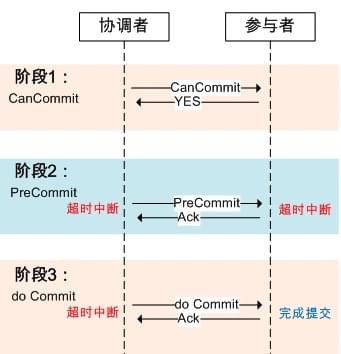 协调者
参与者
阶段1：
CanCommit
CanCommit
YES
阶段2：
PreCommit
超时中断
PreCommit
Ack
超时中断
阶段3：
do Commit
超时中断
do Commit
Ack
完成提交